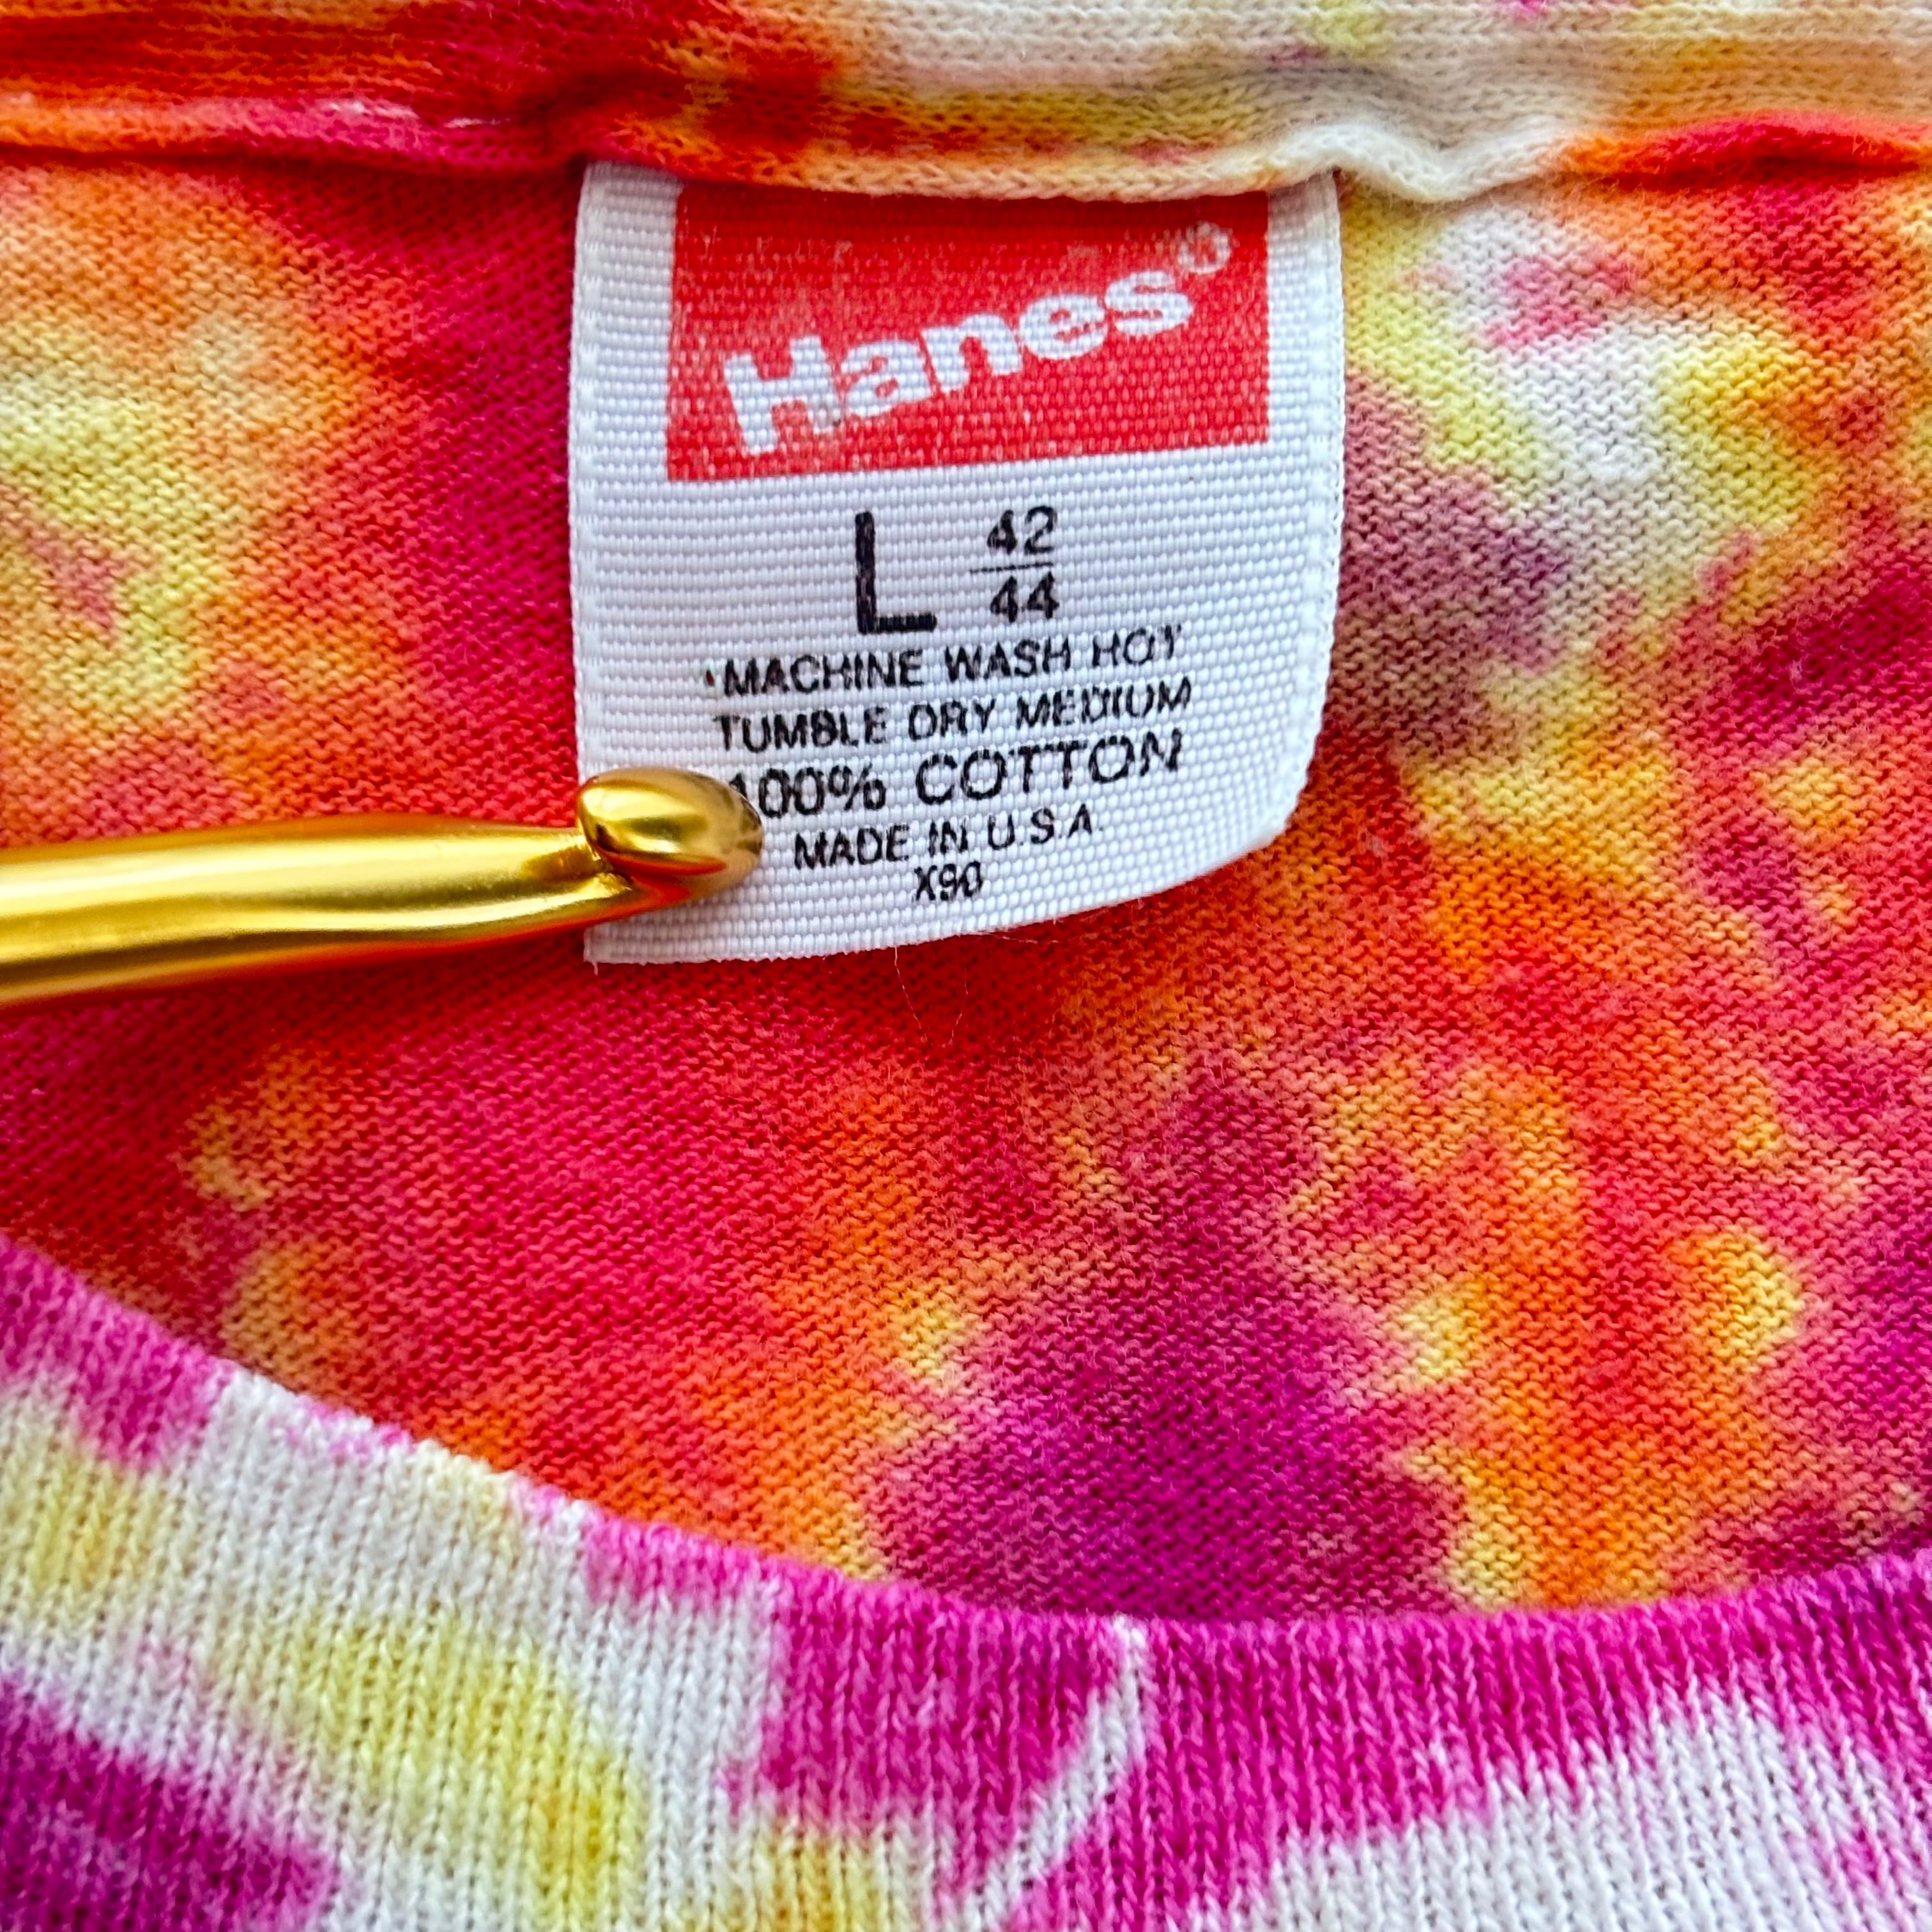 Hanes®
L 42/44
MACHINE WASH HOT
TUMBLE DRY MEDIUM
100% COTTON
MADE IN U.S.A.
X90